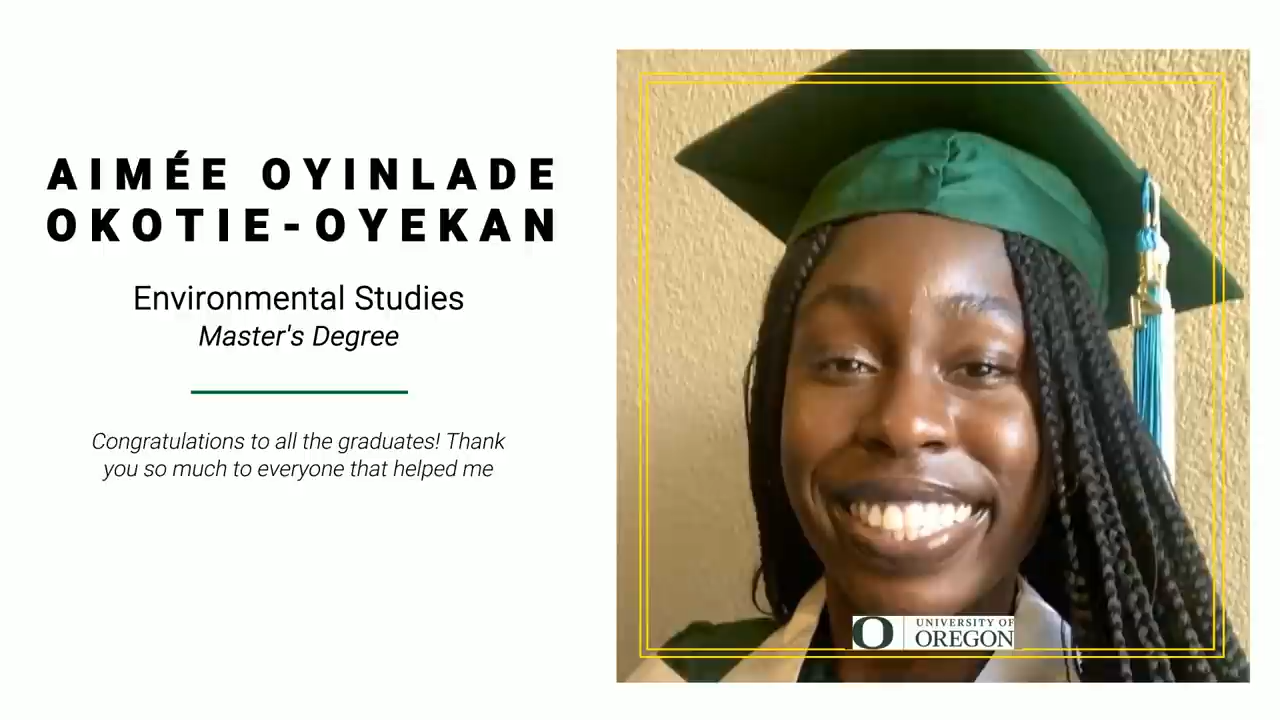 AIMÉE OYINLADE
OKOTIE-OYEKAN
Environmental Studies
Master's Degree
Congratulations to all the graduates! Thank
you so much to everyone that helped me
O UNIVERSITY OF
OREGON